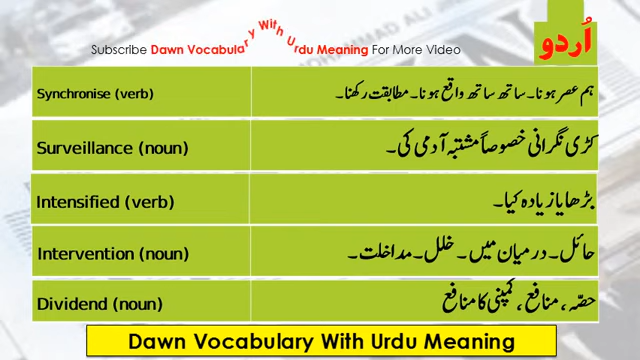 Subscribe Dawn Vocabulary With Urdu Meaning For More Video
اُردو
Synchronise (verb) ہم عصر ہونا۔ ساتھ ساتھ واقع ہونا۔ مطابقت رکھنا۔
Surveillance (noun) کڑی نگرانی خصوصاً مشتبہ آدمی کی۔
Intensified (verb) بڑھایا زیادہ کیا۔
Intervention (noun) حائل۔ درمیان میں۔ خلل۔ مداخلت۔
Dividend (noun) حصّہ ، منافع ، کمپنی کا منافع
Dawn Vocabulary With Urdu Meaning